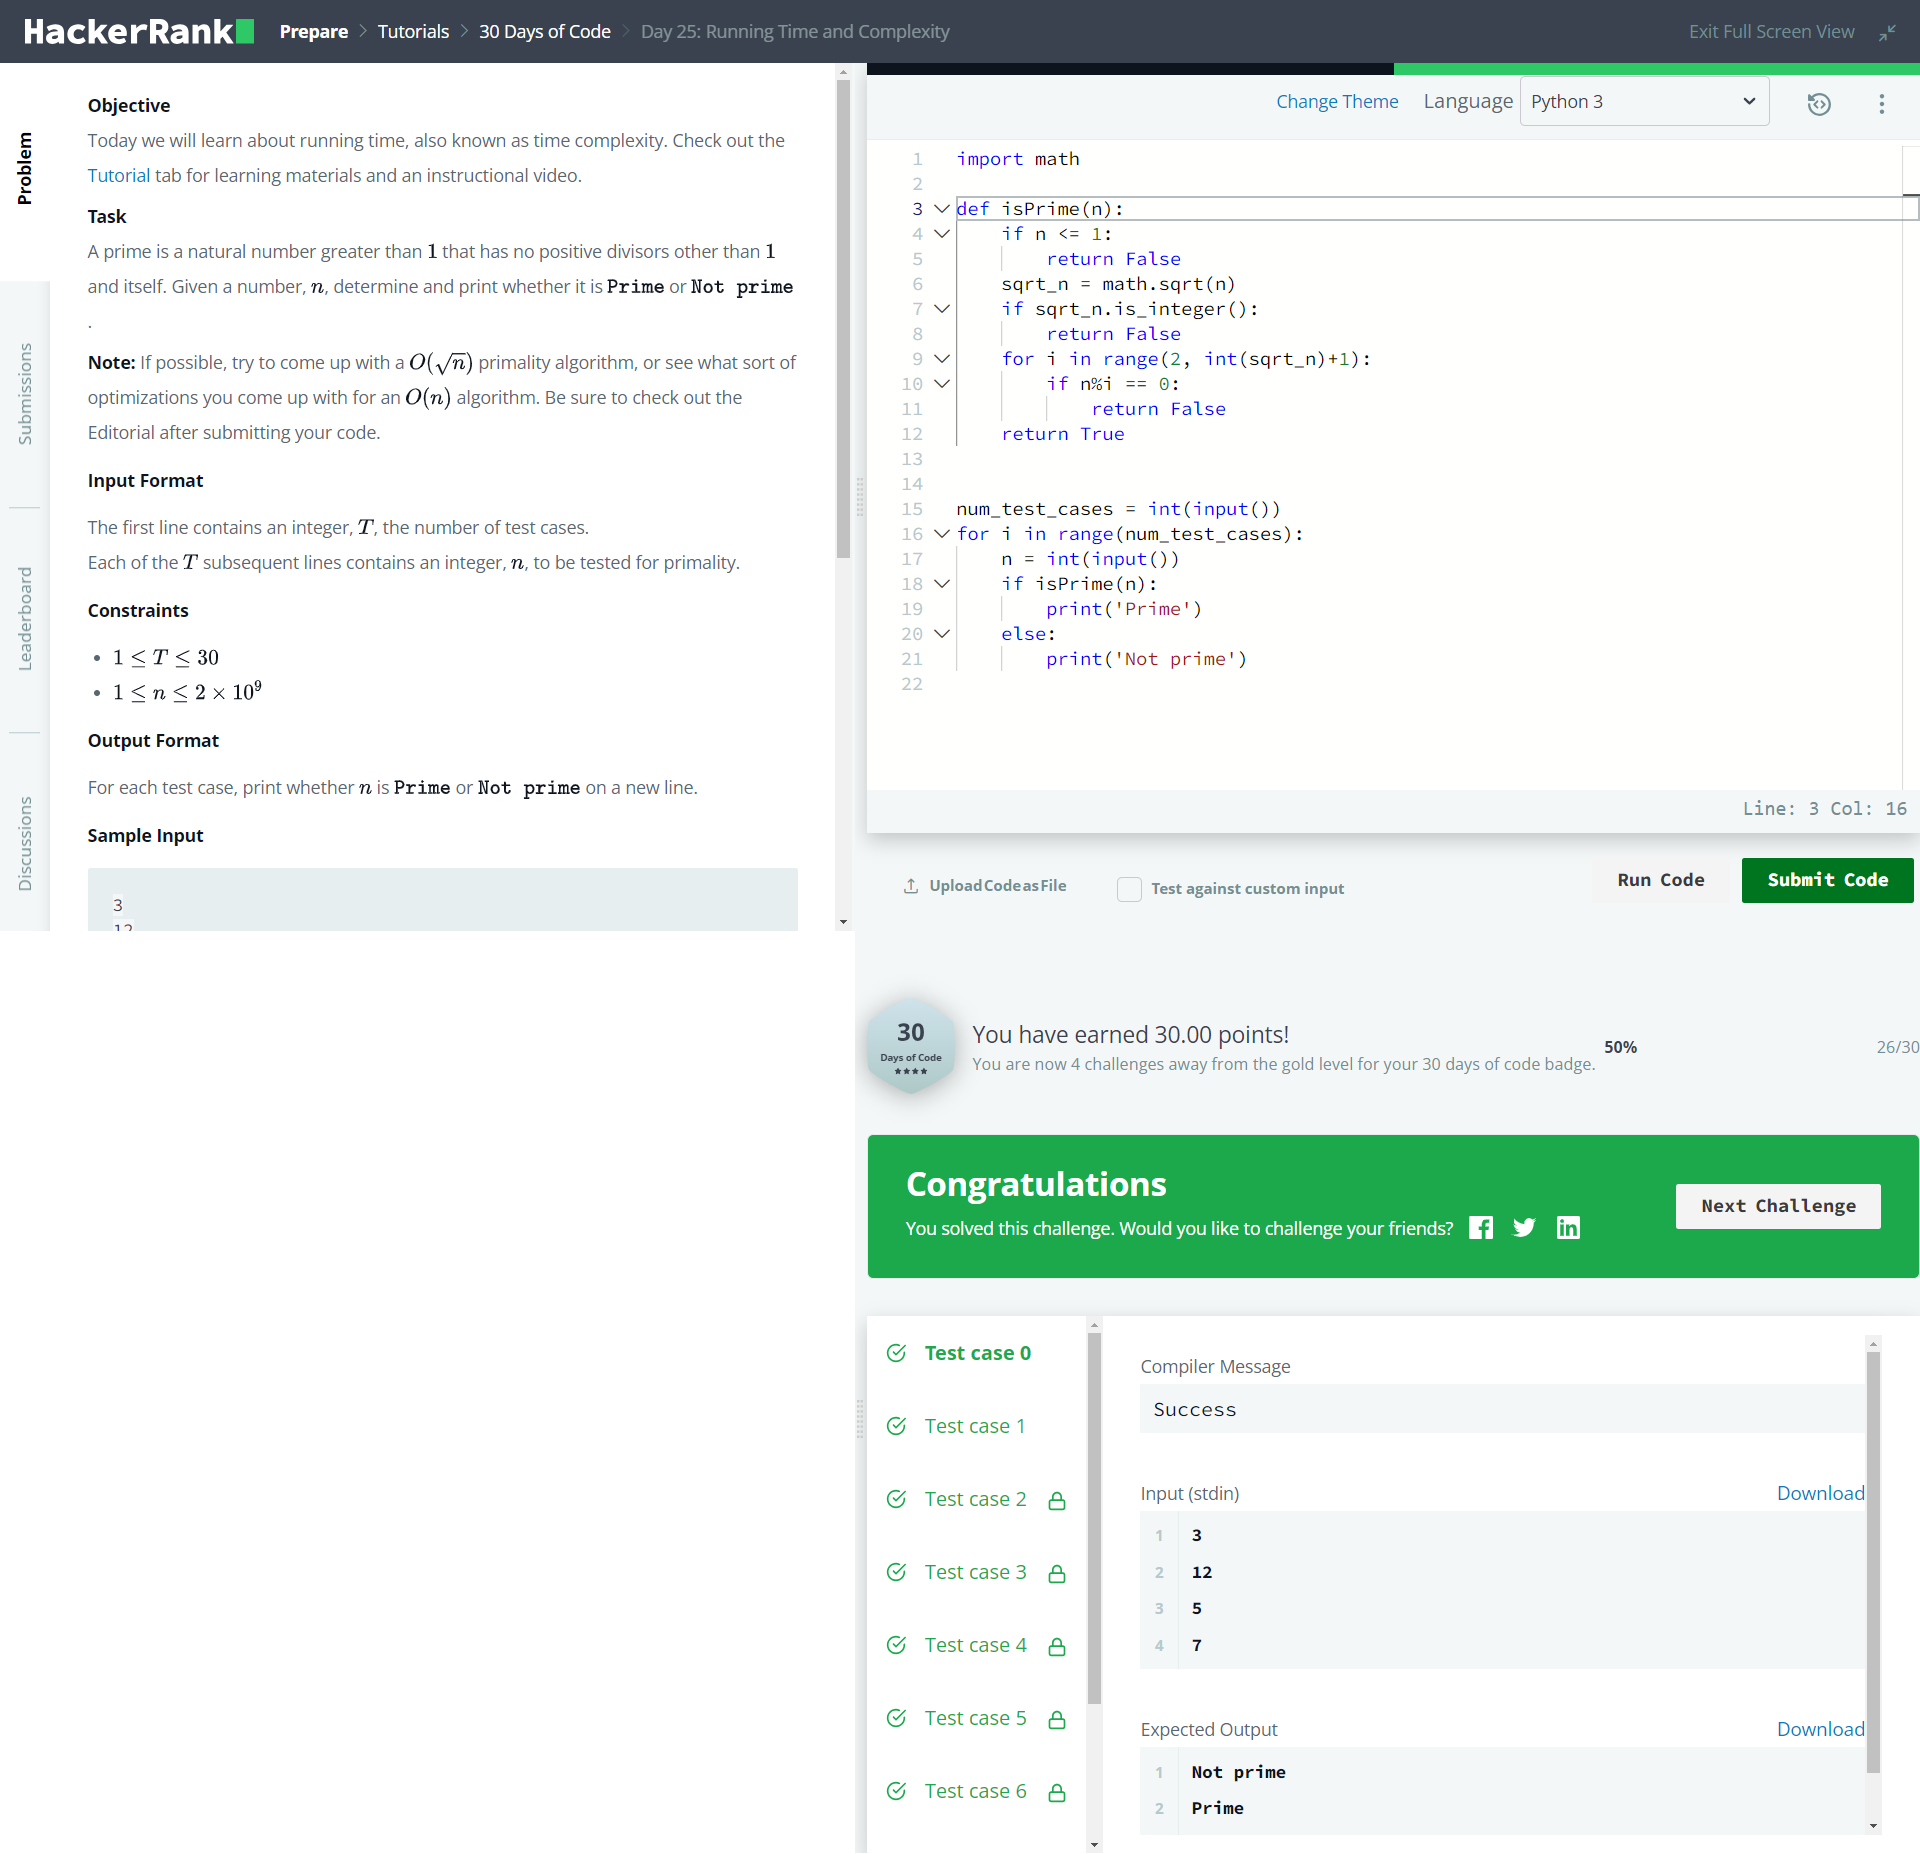 HackerRank Prepare > Tutorials > 30 Days of Code > Day 25: Running Time and Complexity Exit Full Screen View
Problem
Submissions
Leaderboard
Discussions
Objective
Today we will learn about running time, also known as time complexity. Check out the
Tutorial tab for learning materials and an instructional video.
Task
A prime is a natural number greater than 1 that has no positive divisors other than 1
and itself. Given a number, n, determine and print whether it is Prime or Not prime
.
Note: If possible, try to come up with a O(√n) primality algorithm, or see what sort of
optimizations you come up with for an O(n) algorithm. Be sure to check out the
Editorial after submitting your code.
Input Format
The first line contains an integer, T, the number of test cases.
Each of the T subsequent lines contains an integer, n, to be tested for primality.
Constraints
• 1 ≤ T ≤ 30
• 1 ≤ n ≤ 2 × 10⁹
Output Format
For each test case, print whether n is Prime or Not prime on a new line.
Sample Input
3
12
Change Theme Language Python 3
1 import math
2
3 def isPrime(n):
4     if n <= 1:
5         return False
6     sqrt_n = math.sqrt(n)
7     if sqrt_n.is_integer():
8         return False
9     for i in range(2, int(sqrt_n)+1):
10         if n%i == 0:
11             return False
12     return True
13
14
15 num_test_cases = int(input())
16 for i in range(num_test_cases):
17     n = int(input())
18     if isPrime(n):
19         print('Prime')
20     else:
21         print('Not prime')
22
Line: 3 Col: 16
Upload Code as File Test against custom input Run Code Submit Code
30
Days of Code
★★★★
You have earned 30.00 points!
You are now 4 challenges away from the gold level for your 30 days of code badge.
50% 26/30
Congratulations
You solved this challenge. Would you like to challenge your friends?
Next Challenge
Test case 0
Test case 1
Test case 2
Test case 3
Test case 4
Test case 5
Test case 6
Compiler Message
Success
Input (stdin) Download
1 3
2 12
3 5
4 7
Expected Output Download
1 Not prime
2 Prime